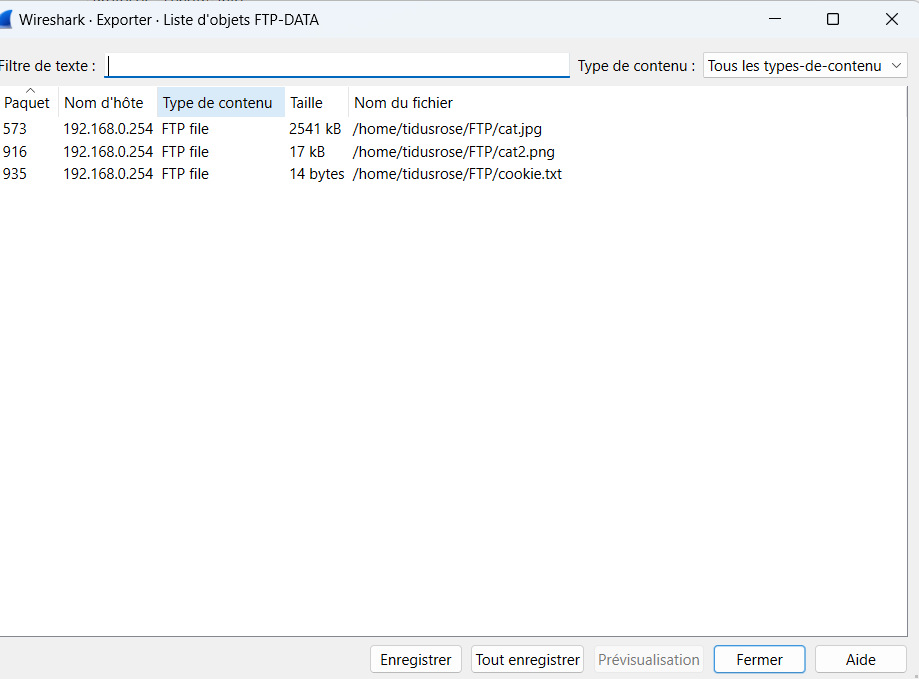 Wireshark · Exporter · Liste d'objets FTP-DATA
Filtre de texte : Type de contenu : Tous les types-de-contenu
Paquet Nom d'hôte Type de contenu Taille Nom du fichier
573 192.168.0.254 FTP file 2541 kB /home/tidusrose/FTP/cat.jpg
916 192.168.0.254 FTP file 17 kB /home/tidusrose/FTP/cat2.png
935 192.168.0.254 FTP file 14 bytes /home/tidusrose/FTP/cookie.txt
Enregistrer Tout enregistrer Prévisualisation Fermer Aide